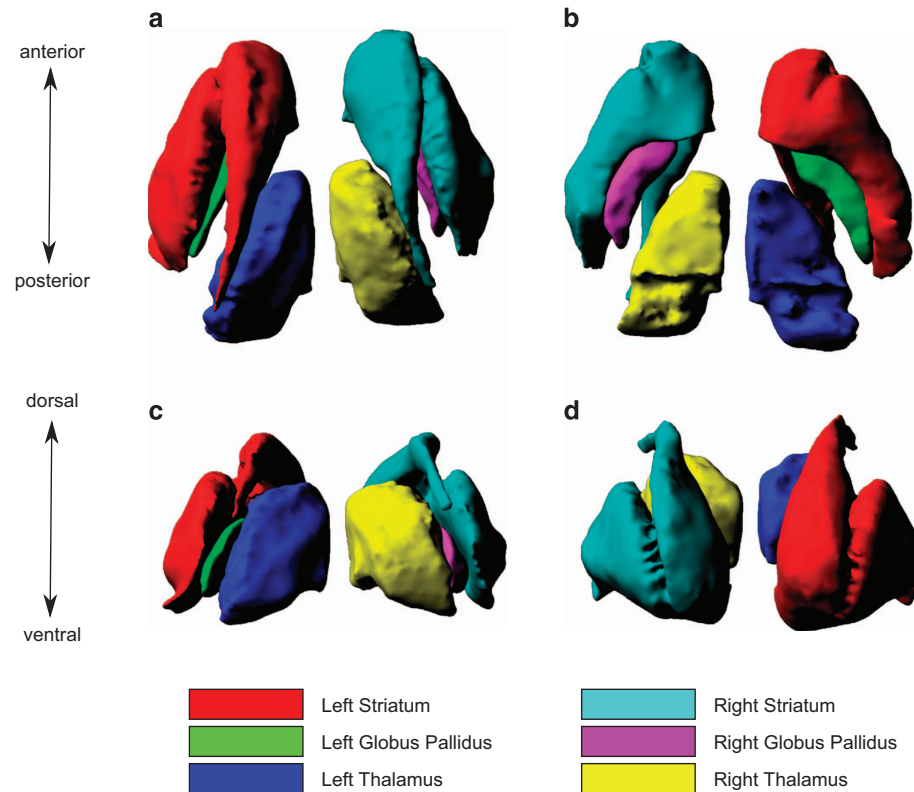 a
b
anterior
posterior
c
d
dorsal
ventral
Left Striatum
Right Striatum
Left Globus Pallidus
Right Globus Pallidus
Left Thalamus
Right Thalamus